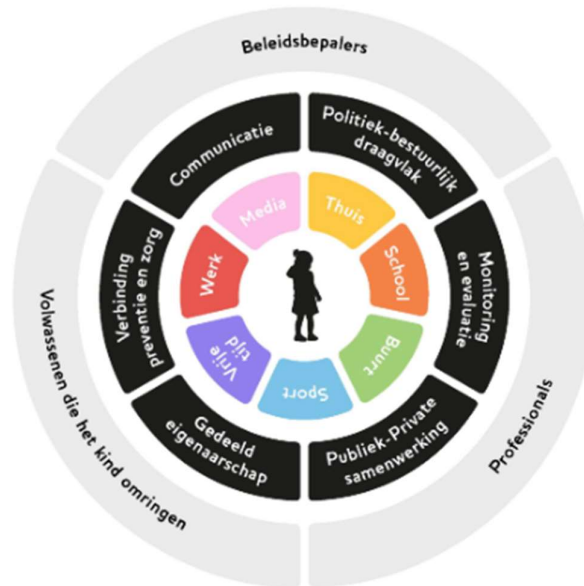 Beleidsbepalers
Communicatie
Politiek-bestuurlijk
draagvlak
Media
Thuis
Werk
School
Verbinding
preventie en zorg
Monitoring
en evaluatie
Vrije
tijd
Buurt
Sport
Gedeeld
eigenaarschap
Publiek-Private
samenwerking
Volwassenen die het kind omringen
Professionals